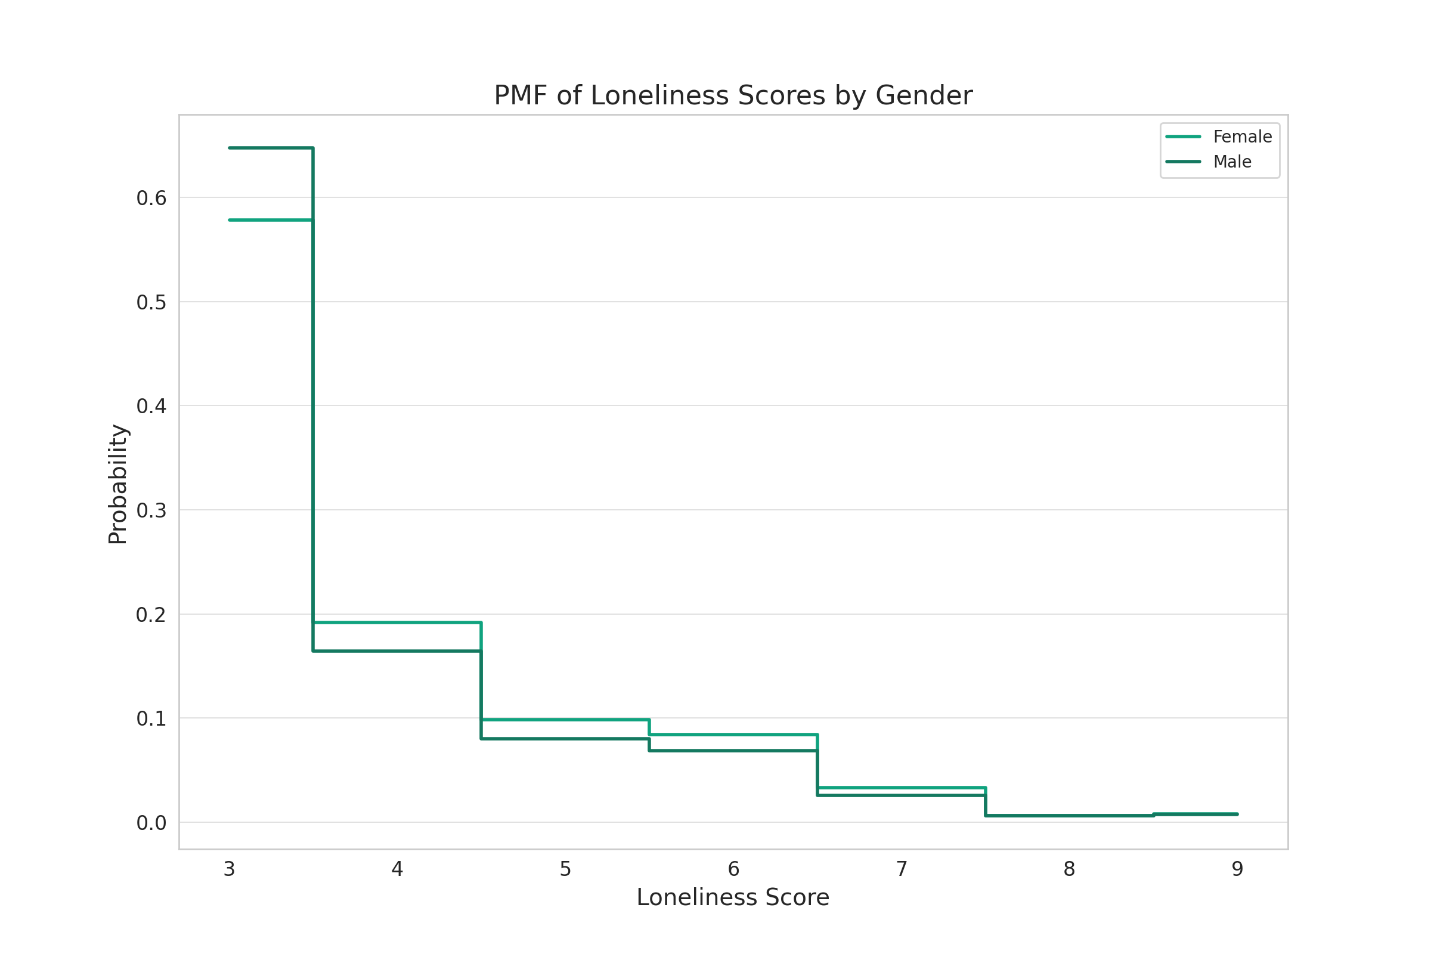 PMF of Loneliness Scores by Gender
Female
Male
0.6
0.5
0.4
0.3
0.2
0.1
0.0
Probability
3 4 5 6 7 8 9
Loneliness Score